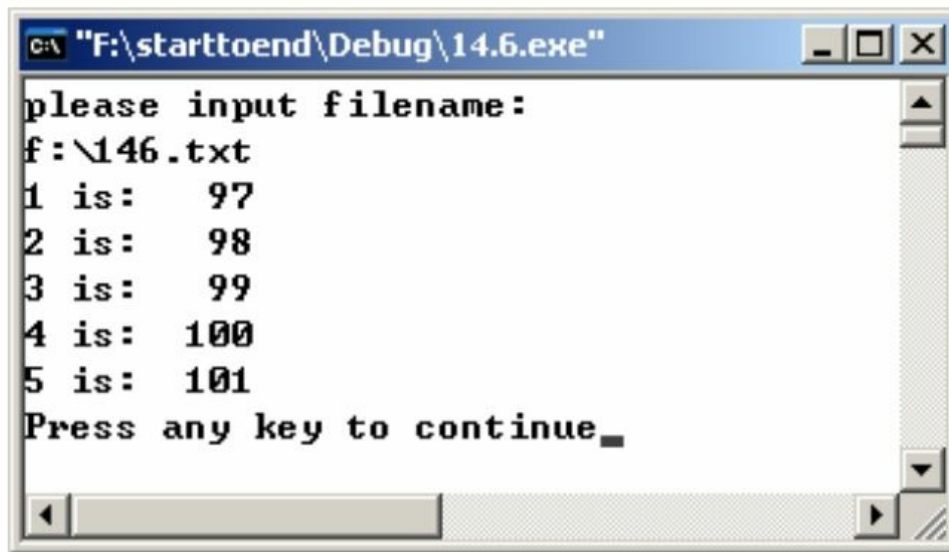 "F:\starttoend\Debug\14.6.exe"
please input filename:
f:\146.txt
1 is:   97
2 is:   98
3 is:   99
4 is:  100
5 is:  101
Press any key to continue_